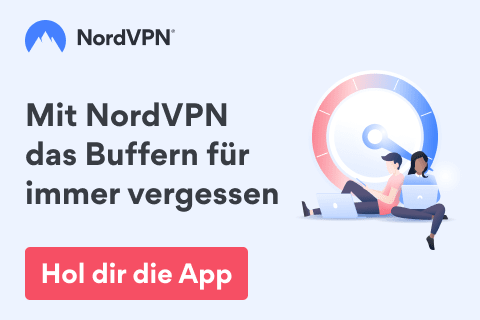 NordVPN®
Mit NordVPN
das Buffern für
immer vergessen
Hol dir die App